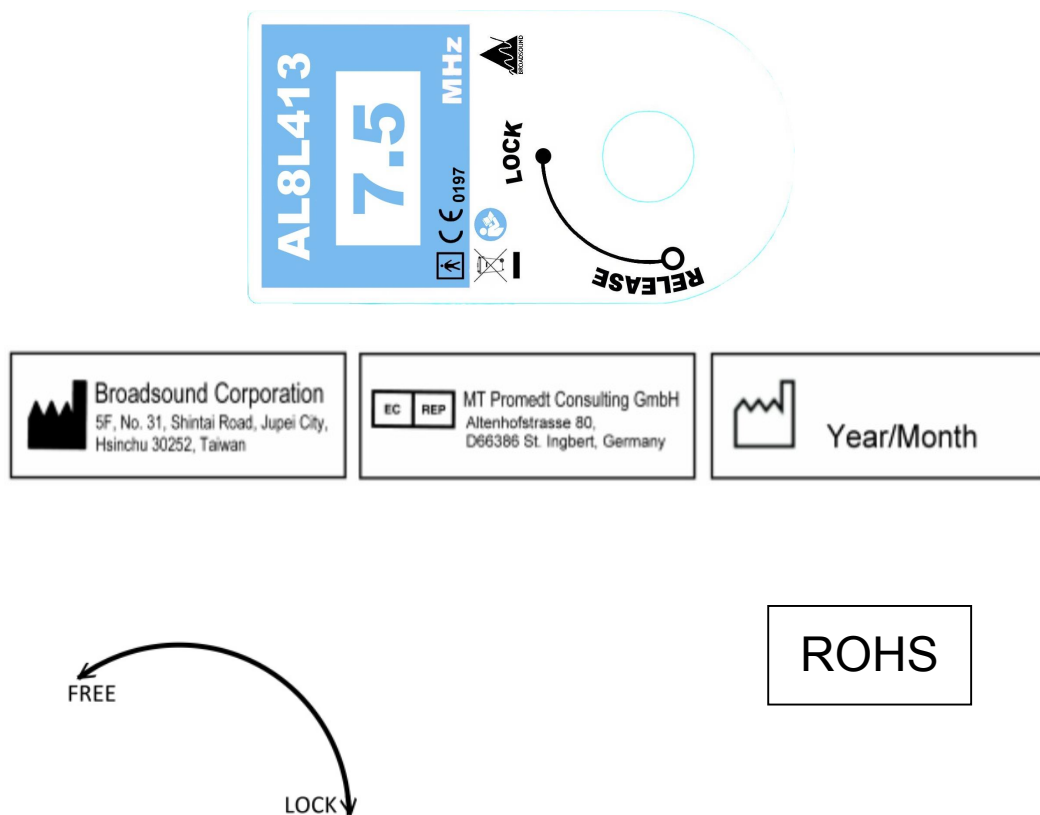 AL8L413
7.5
MHz
CE 0197
BROADSOUND
LOCK
RELEASE
Broadsound Corporation
5F, No. 31, Shintai Road, Jupei City,
Hsinchu 30252, Taiwan
EC REP
MT Promedt Consulting GmbH
Altenhofstrasse 80,
D66386 St. Ingbert, Germany
Year/Month
FREE
LOCK
ROHS